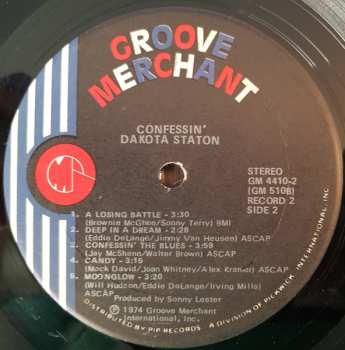 GROOVE
MERCHANT
CONFESSIN'
DAKOTA STATON
STEREO
GM 4410-2
(GM 510B)
RECORD 2
SIDE 2
1. A LOSING BATTLE - 3:30
(Brownie McGhee/Sonny Terry) BMI
2. DEEP IN A DREAM - 2:28
(Eddie DeLange/Jimmy Van Heusen) ASCAP
3. CONFESSIN' THE BLUES - 3:59
(Jay McShane/Walter Brown) ASCAP
4. CANDY - 3:15
(Mack David/Joan Whitney/Alex Kramer) ASCAP
5. MOONGLOW - 3:20
(Will Hudson/Eddie DeLange/Irving Mills)
ASCAP
Produced by Sonny Lester
℗ 1974 Groove Merchant
International, Inc.
DISTRIBUTED BY PIP RECORDS. A DIVISION OF PICKWICK INTERNATIONAL, INC.